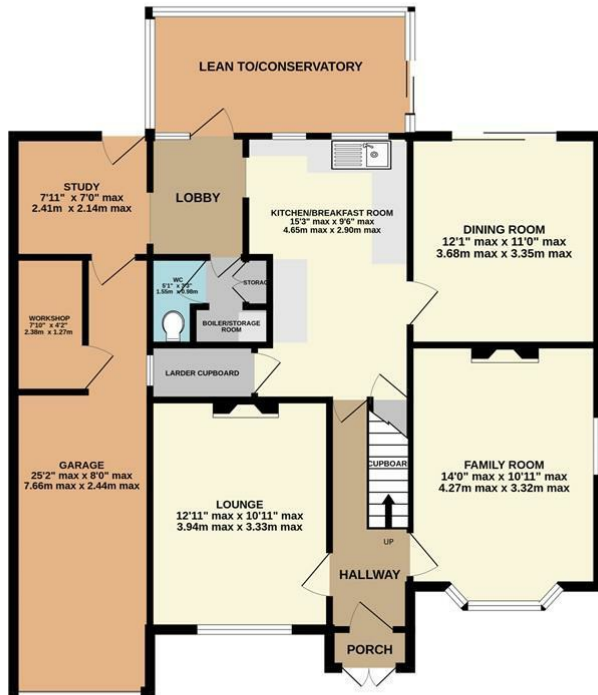 LEAN TO/CONSERVATORY
STUDY
7'11" x 7'0" max
2.41m x 2.14m max
LOBBY
KITCHEN/BREAKFAST ROOM
15'3" max x 9'6" max
4.65m max x 2.90m max
DINING ROOM
12'1" max x 11'0" max
3.68m max x 3.35m max
WC
STORAG
WORKSHOP
7'10" x 4'2"
2.38m x 1.27m
BOILER/STORAGE
ROOM
LARDER CUPBOARD
GARAGE
25'2" max x 8'0" max
7.66m max x 2.44m max
LOUNGE
12'11" max x 10'11" max
3.94m max x 3.33m max
CUPBOARD
FAMILY ROOM
14'0" max x 10'11" max
4.27m max x 3.32m max
UP
HALLWAY
PORCH